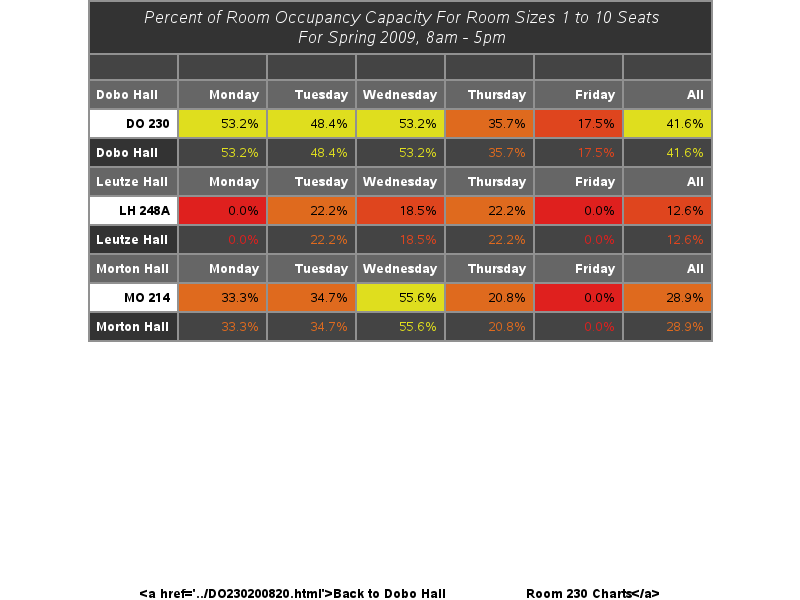 Percent of Room Occupancy Capacity For Room Sizes 1 to 10 Seats
For Spring 2009, 8am - 5pm
Dobo Hall Monday Tuesday Wednesday Thursday Friday All
DO 230 53.2% 48.4% 53.2% 35.7% 17.5% 41.6%
Dobo Hall 53.2% 48.4% 53.2% 35.7% 17.5% 41.6%
Leutze Hall Monday Tuesday Wednesday Thursday Friday All
LH 248A 0.0% 22.2% 18.5% 22.2% 0.0% 12.6%
Leutze Hall 0.0% 22.2% 18.5% 22.2% 0.0% 12.6%
Morton Hall Monday Tuesday Wednesday Thursday Friday All
MO 214 33.3% 34.7% 55.6% 20.8% 0.0% 28.9%
Morton Hall 33.3% 34.7% 55.6% 20.8% 0.0% 28.9%
<a href='../DO230200820.html'>Back to Dobo Hall Room 230 Charts</a>